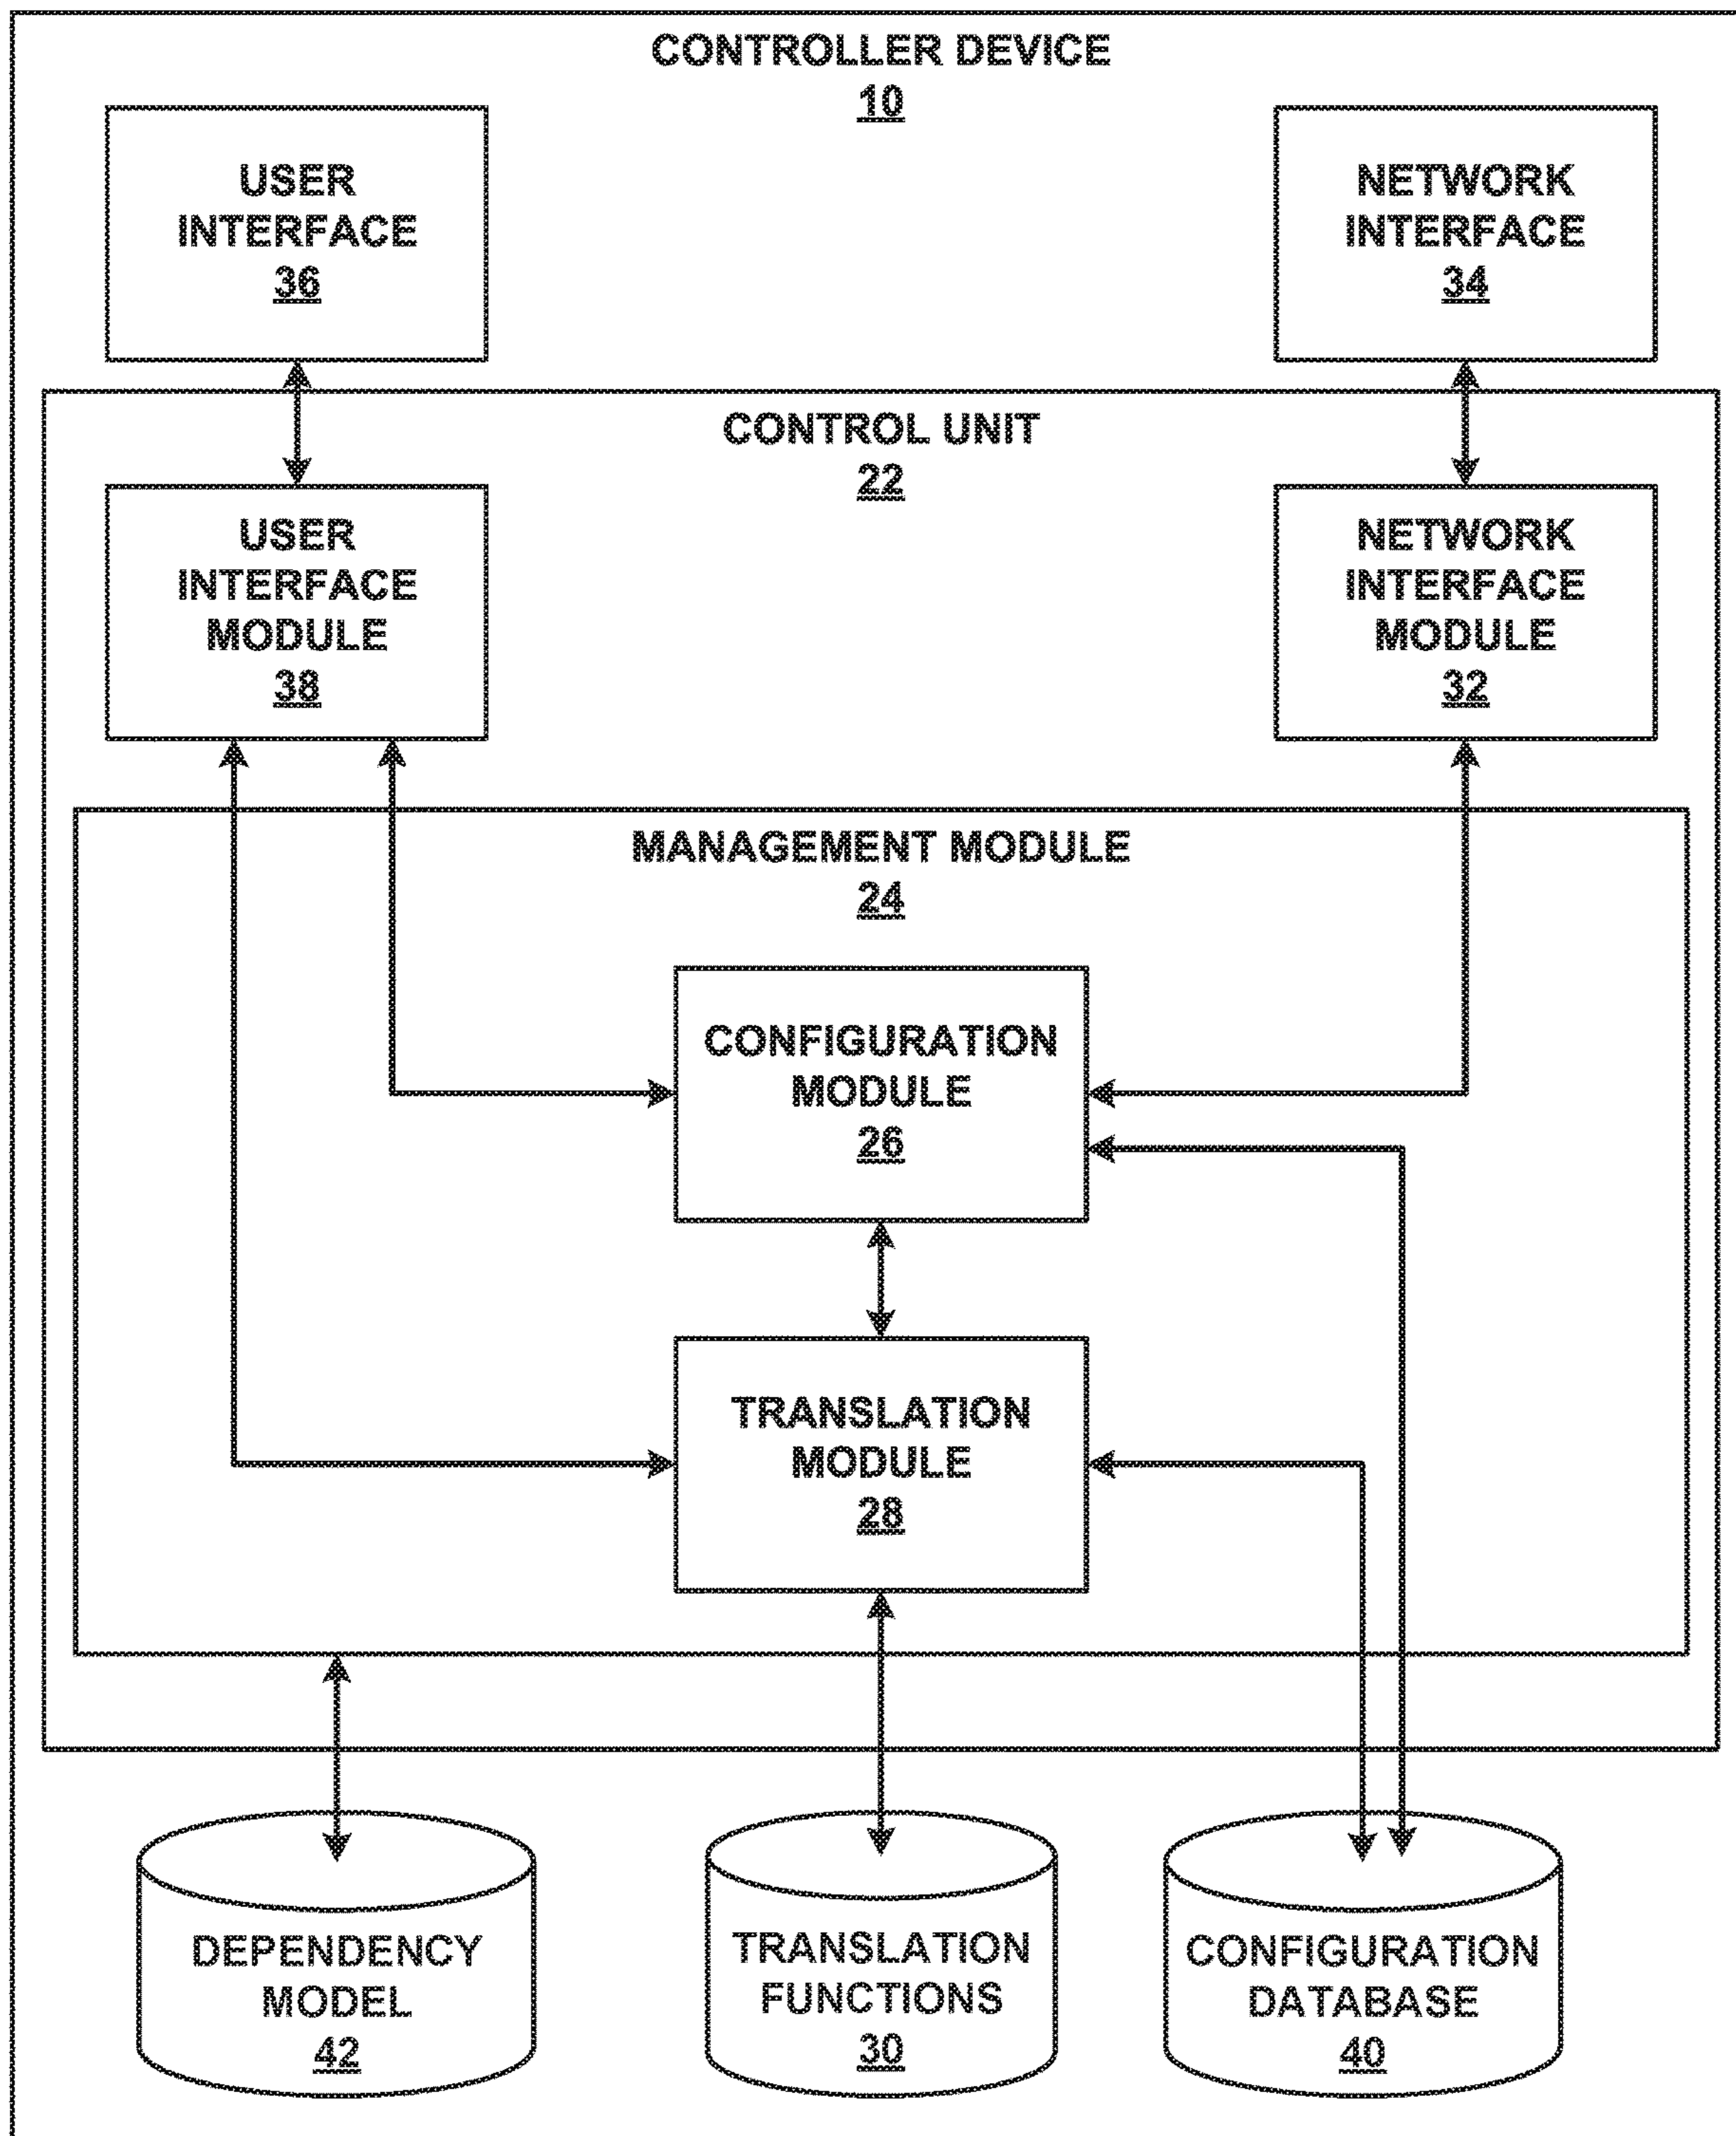 CONTROLLER DEVICE
10
USER
INTERFACE
36
NETWORK
INTERFACE
34
CONTROL UNIT
22
USER
INTERFACE
MODULE
38
NETWORK
INTERFACE
MODULE
32
MANAGEMENT MODULE
24
CONFIGURATION
MODULE
26
TRANSLATION
MODULE
28
DEPENDENCY
MODEL
42
TRANSLATION
FUNCTIONS
30
CONFIGURATION
DATABASE
40